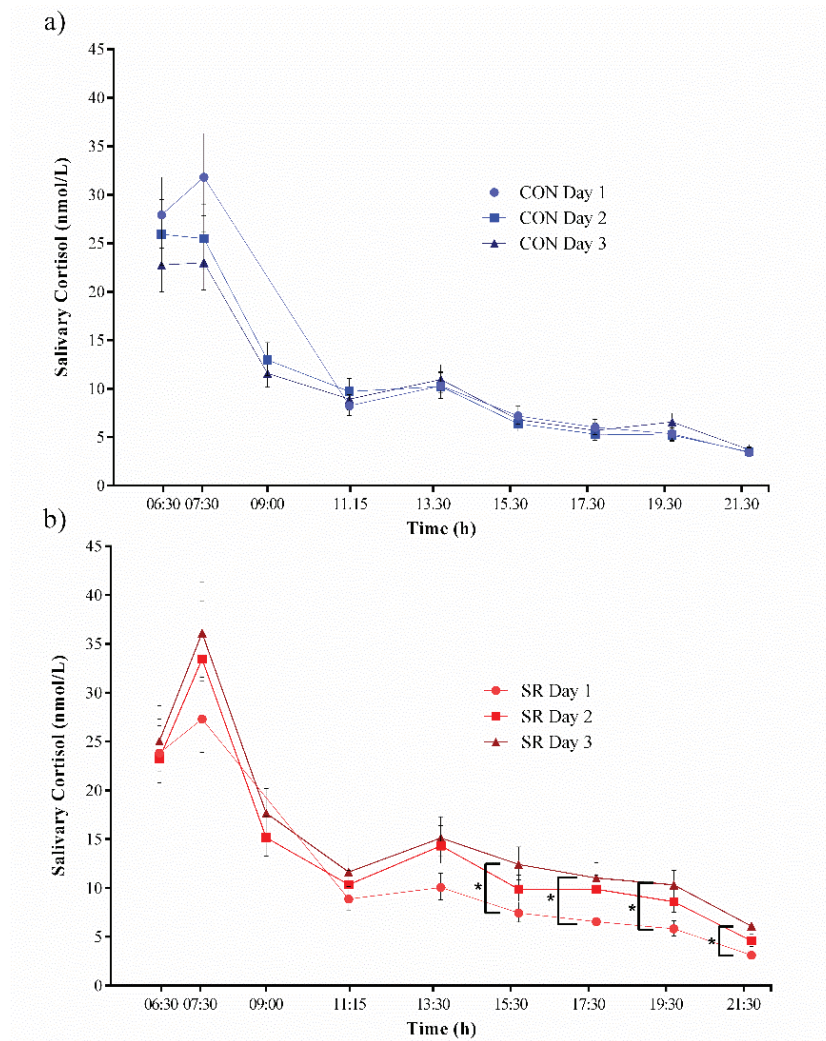 a)
45
40
35
30
25
20
15
10
5
0
Salivary Cortisol (nmol/L)
CON Day 1
CON Day 2
CON Day 3
06:30 07:30 09:00 11.15 13.30 15.30 17.30 19.30 21.30
Time (h)
b)
45
40
35
30
25
20
15
10
5
0
Salivary Cortisol (nmol/L)
SR Day 1
SR Day 2
SR Day 3
* * * *
06:30 07:30 09:00 11:15 13:30 15:30 17:30 19:30 21:30
Time (h)